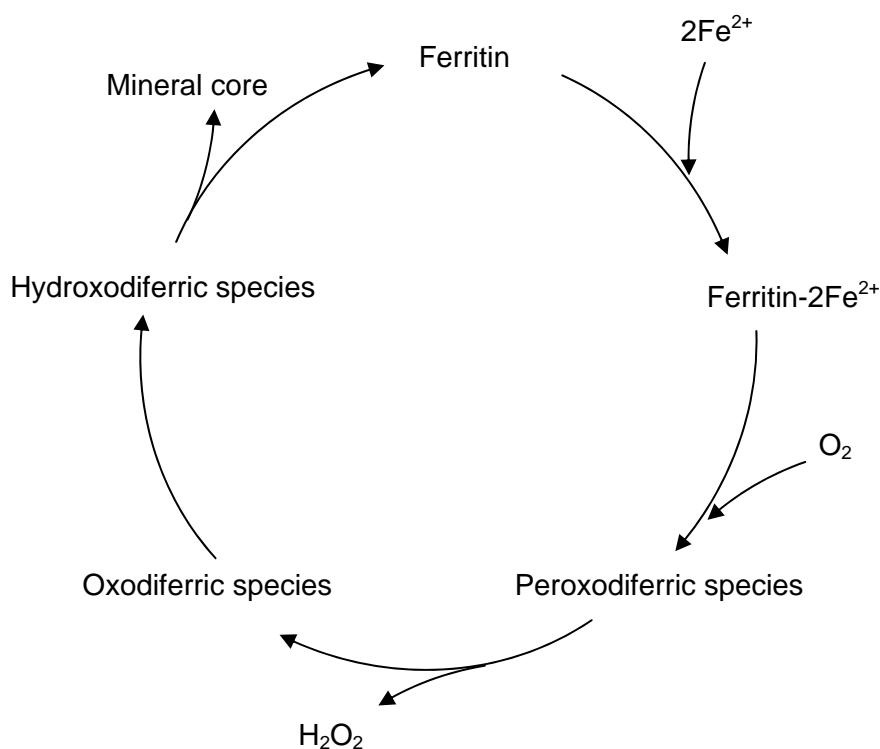 2Fe²⁺
Ferritin
Mineral core
Hydroxodiferric species
Ferritin-2Fe²⁺
O₂
Oxodiferric species
Peroxodiferric species
H₂O₂